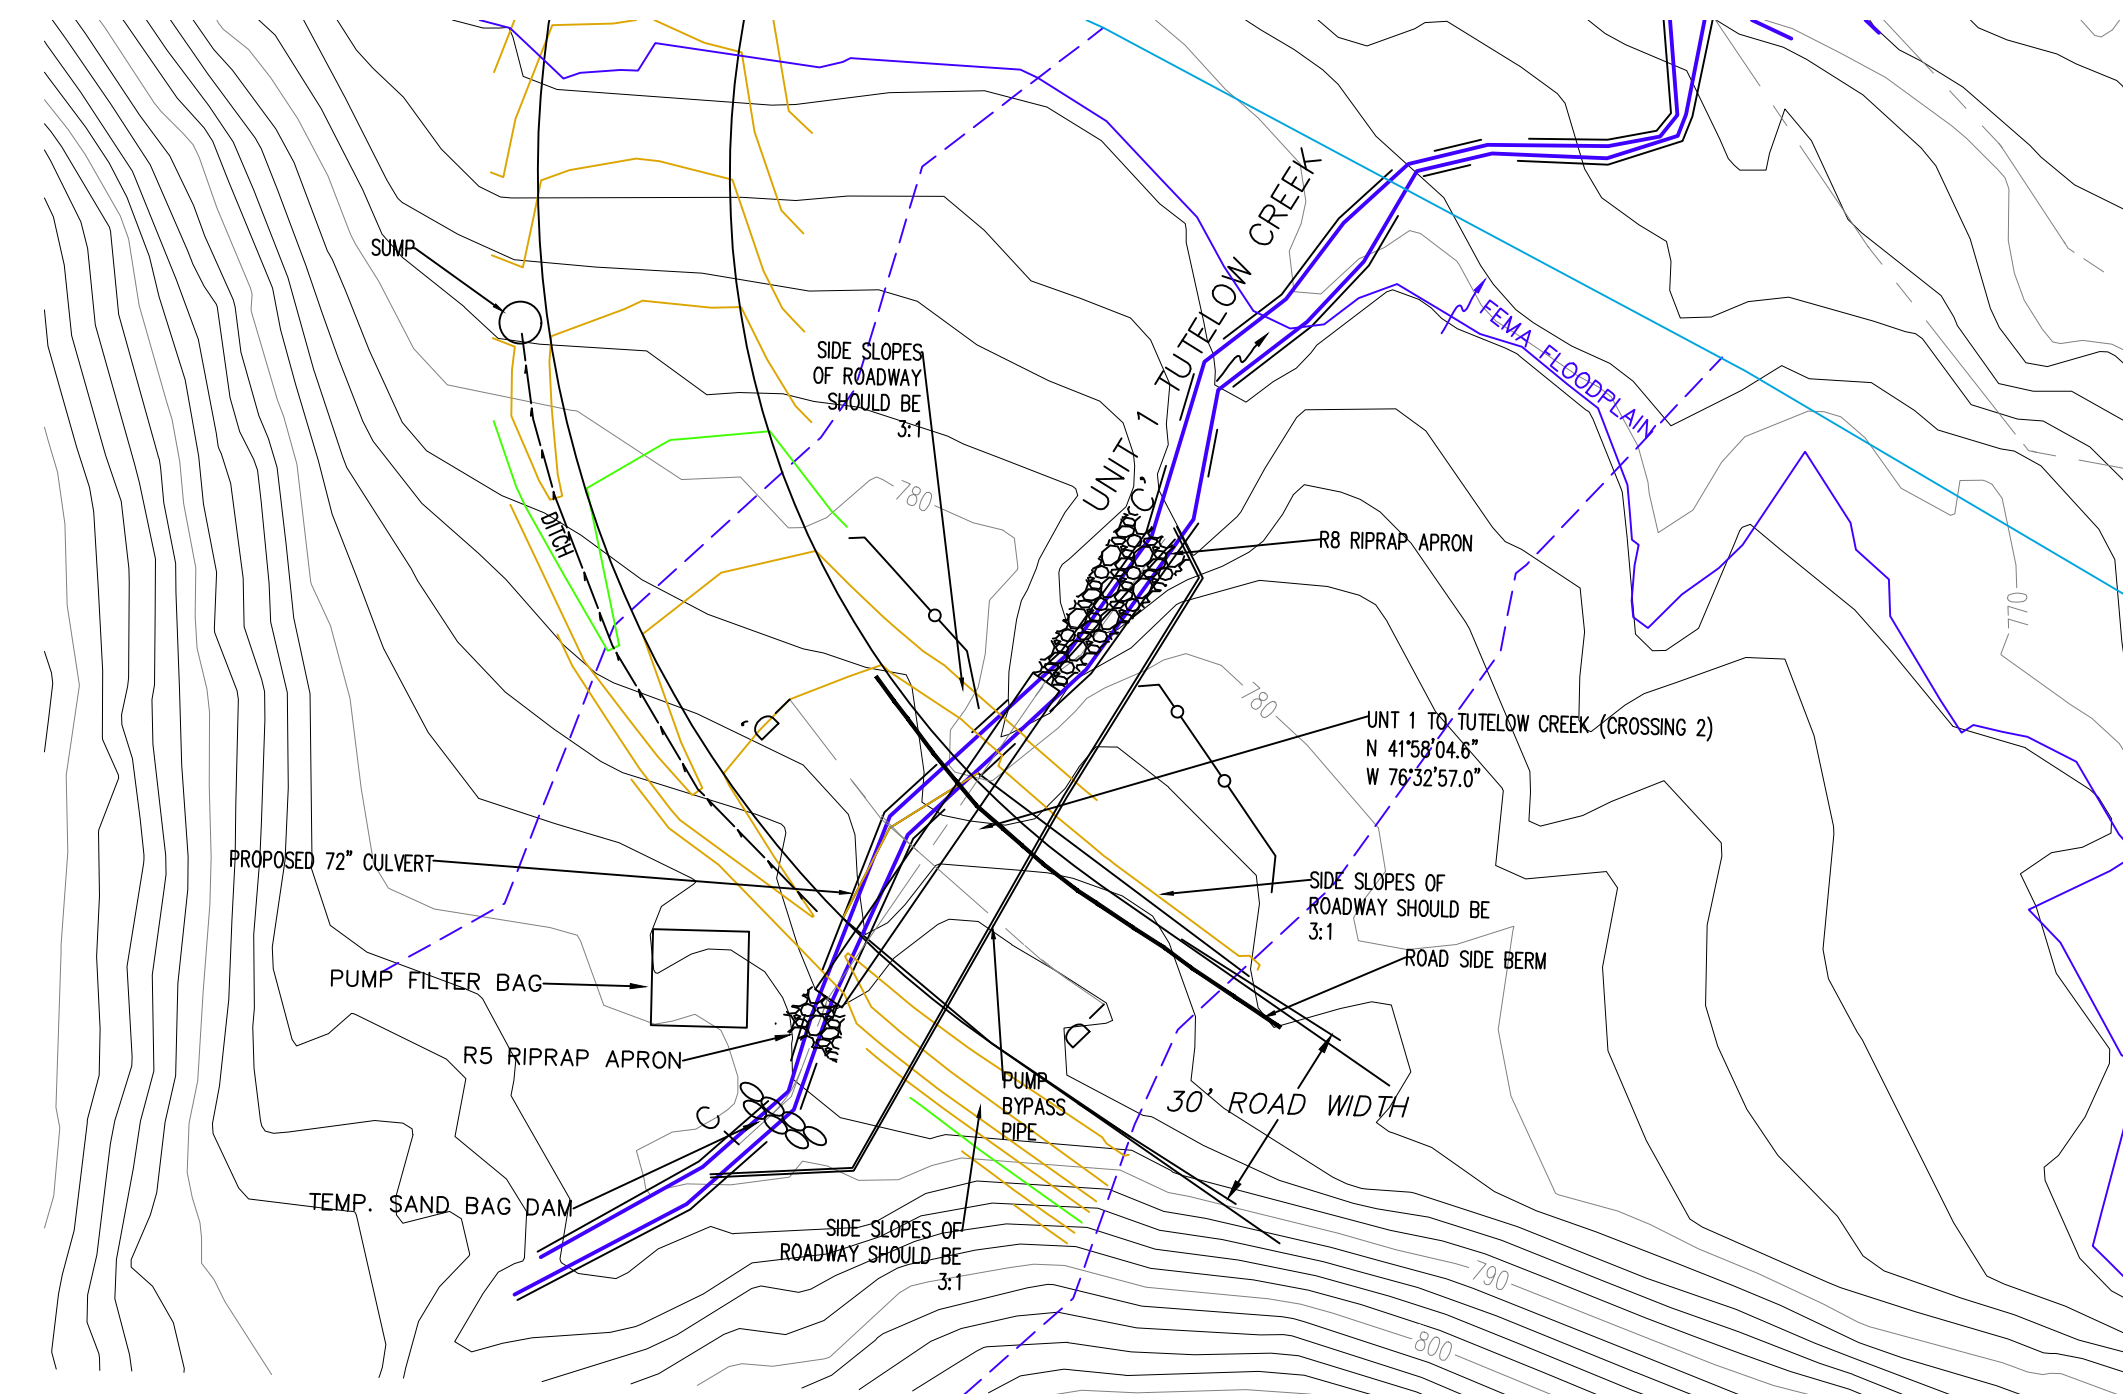 UNIT 1 TUTELOW CREEK
SUMP
FEMA FLOODPLAIN
SIDE SLOPES
OF ROADWAY
SHOULD BE
3:1
780
C'
DITCH
R8 RIPRAP APRON
770
780
D'
UNT 1 TO TUTELOW CREEK (CROSSING 2)
N 41°58'04.6"
W 76°32'57.0"
PROPOSED 72" CULVERT
SIDE SLOPES OF
ROADWAY SHOULD BE
3:1
ROAD SIDE BERM
PUMP FILTER BAG
R5 RIPRAP APRON
D
PUMP
BYPASS
PIPE
30' ROAD WIDTH
C
TEMP. SAND BAG DAM
SIDE SLOPES OF
ROADWAY SHOULD BE
3:1
790
800